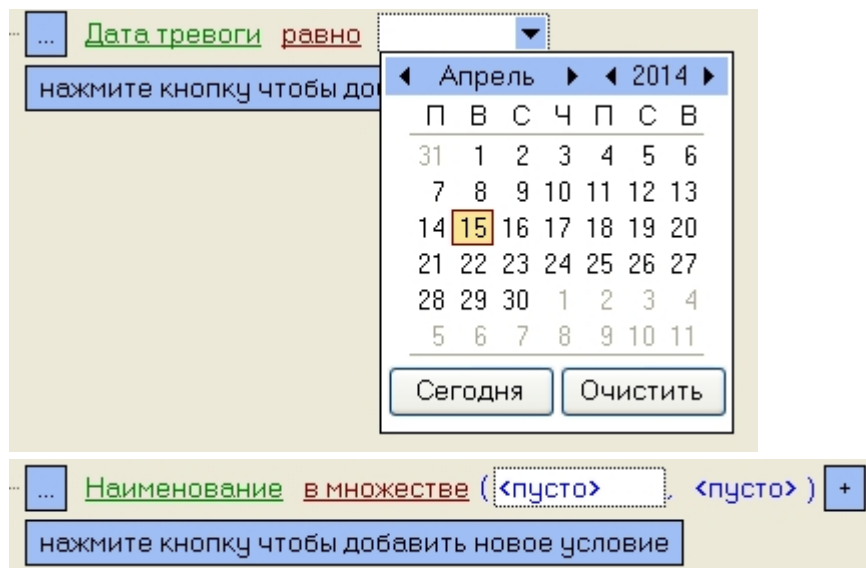 ... Дата тревоги равно
нажмите кнопку чтобы до
Апрель 2014
П В С Ч П С В
31 1 2 3 4 5 6
7 8 9 10 11 12 13
14 15 16 17 18 19 20
21 22 23 24 25 26 27
28 29 30 1 2 3 4
5 6 7 8 9 10 11
Сегодня Очистить
... Наименование в множестве ( <пусто> , <пусто> ) +
нажмите кнопку чтобы добавить новое условие